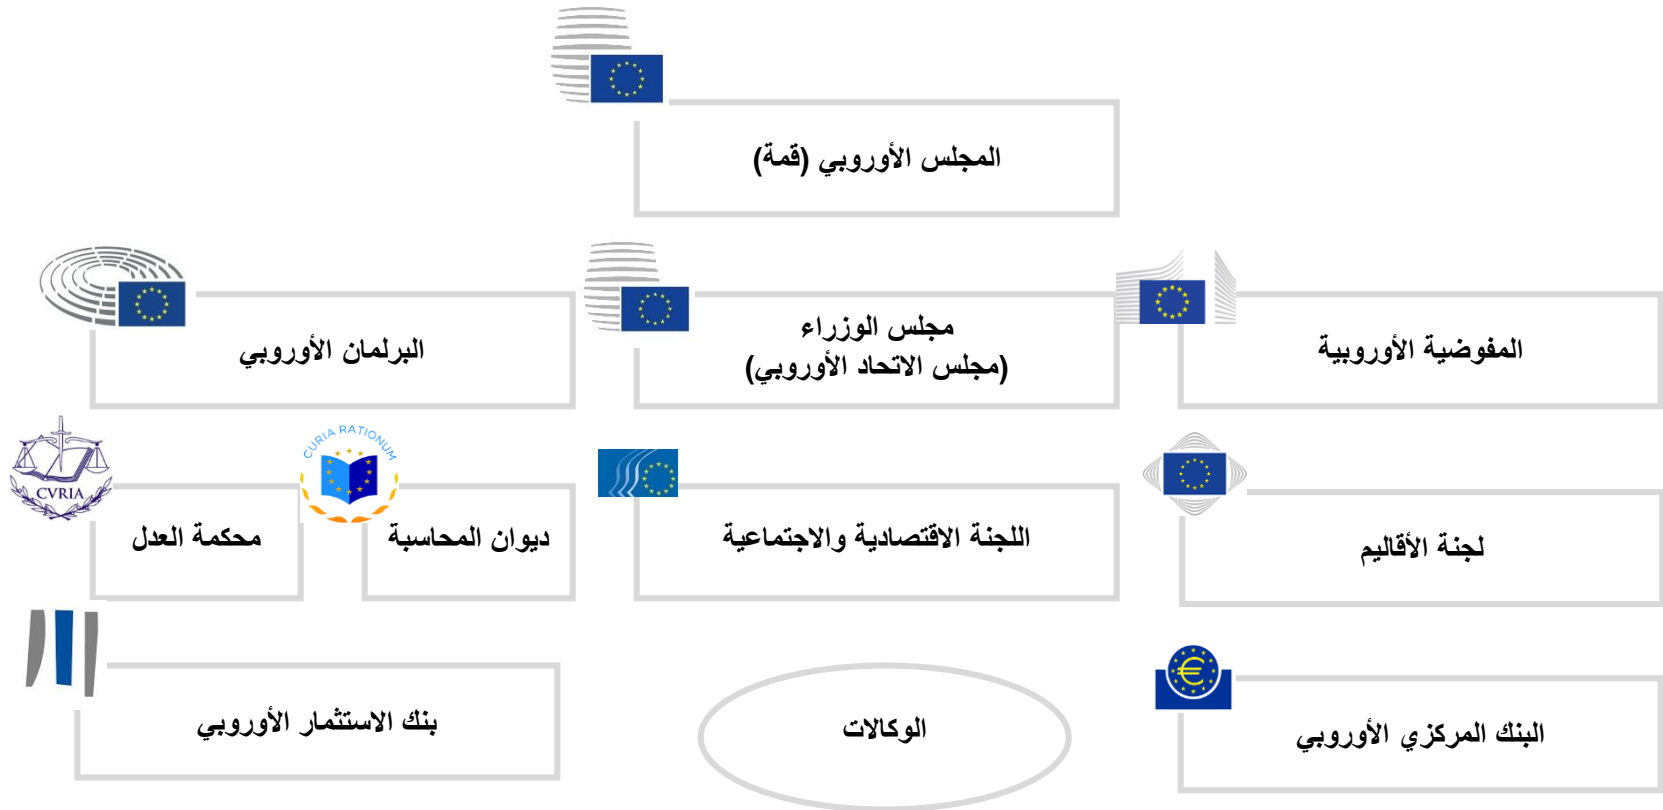 المجلس الأوروبي (قمة)
المفوضية الأوروبية
مجلس الوزراء
(مجلس الاتحاد الأوروبي)
البرلمان الأوروبي
لجنة الأقاليم
اللجنة الاقتصادية والاجتماعية
CURIA RATIONUM
ديوان المحاسبة
CVRIA
محكمة العدل
€
البنك المركزي الأوروبي
الوكالات
بنك الاستثمار الأوروبي